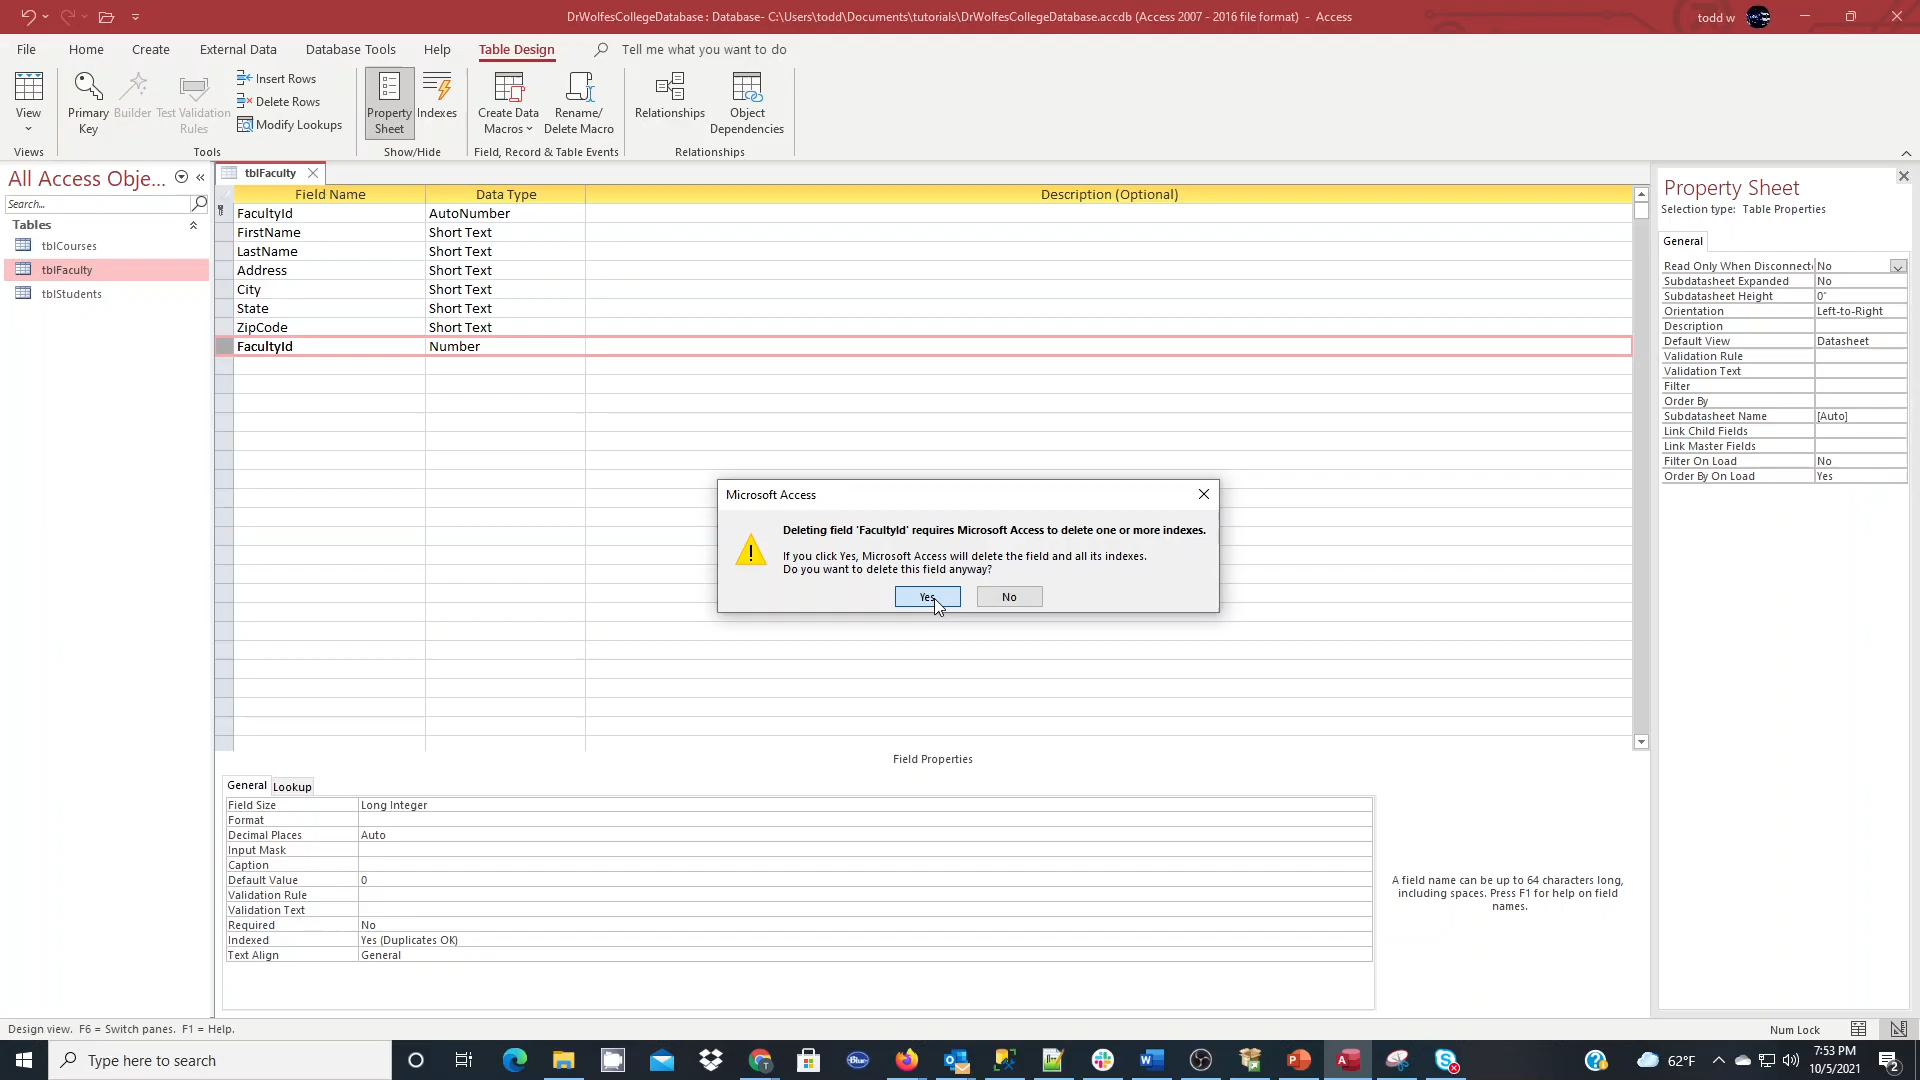 DrWolfesCollegeDatabase : Database- C:\Users\todd\Documents\tutorials\DrWolfesCollegeDatabase.accdb (Access 2007 - 2016 file format) - Access
todd w
File Home Create External Data Database Tools Help Table Design Tell me what you want to do
View
Primary Key
Builder
Test Validation Rules
Insert Rows
Delete Rows
Modify Lookups
Property Sheet
Indexes
Create Data Macros
Rename/ Delete Macro
Relationships
Object Dependencies
Views Tools Show/Hide Field, Record & Table Events Relationships
All Access Obje...
Search...
Tables
tblCourses
tblFaculty
tblStudents
tblFaculty
Field Name Data Type Description (Optional)
FacultyId AutoNumber
FirstName Short Text
LastName Short Text
Address Short Text
City Short Text
State Short Text
ZipCode Short Text
FacultyId Number
Microsoft Access
Deleting field 'FacultyId' requires Microsoft Access to delete one or more indexes.
If you click Yes, Microsoft Access will delete the field and all its indexes.
Do you want to delete this field anyway?
Yes No
Field Properties
General Lookup
Field Size Long Integer
Format
Decimal Places Auto
Input Mask
Caption
Default Value 0
Validation Rule
Validation Text
Required No
Indexed Yes (Duplicates OK)
Text Align General
A field name can be up to 64 characters long,
including spaces. Press F1 for help on field
names.
Property Sheet
Selection type: Table Properties
General
Read Only When Disconnect No
Subdatasheet Expanded No
Subdatasheet Height 0"
Orientation Left-to-Right
Description
Default View Datasheet
Validation Rule
Validation Text
Filter
Order By
Subdatasheet Name [Auto]
Link Child Fields
Link Master Fields
Filter On Load No
Order By On Load Yes
Design view. F6 = Switch panes. F1 = Help.
Num Lock
Type here to search
62°F
7:53 PM
10/5/2021
2